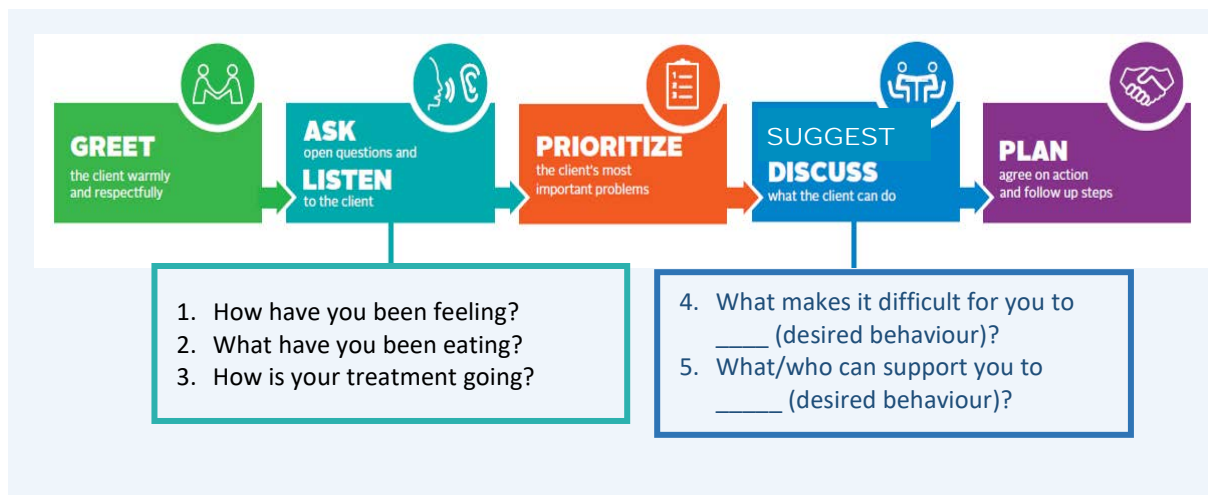 GREET
the client warmly
and respectfully
ASK
open questions and
LISTEN
to the client
PRIORITIZE
the client's most
important problems
SUGGEST
DISCUSS
what the client can do
PLAN
agree on action
and follow up steps
1. How have you been feeling?
2. What have you been eating?
3. How is your treatment going?
4. What makes it difficult for you to
____ (desired behaviour)?
5. What/who can support you to
_____ (desired behaviour)?